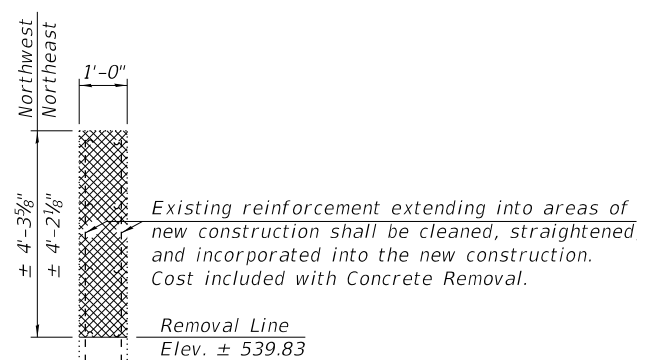 Northwest
Northeast
1'-0"
± 4'-3⅝"
± 4'-2⅛"
Existing reinforcement extending into areas of
new construction shall be cleaned, straightened
and incorporated into the new construction.
Cost included with Concrete Removal.
Removal Line
Elev. ± 539.83